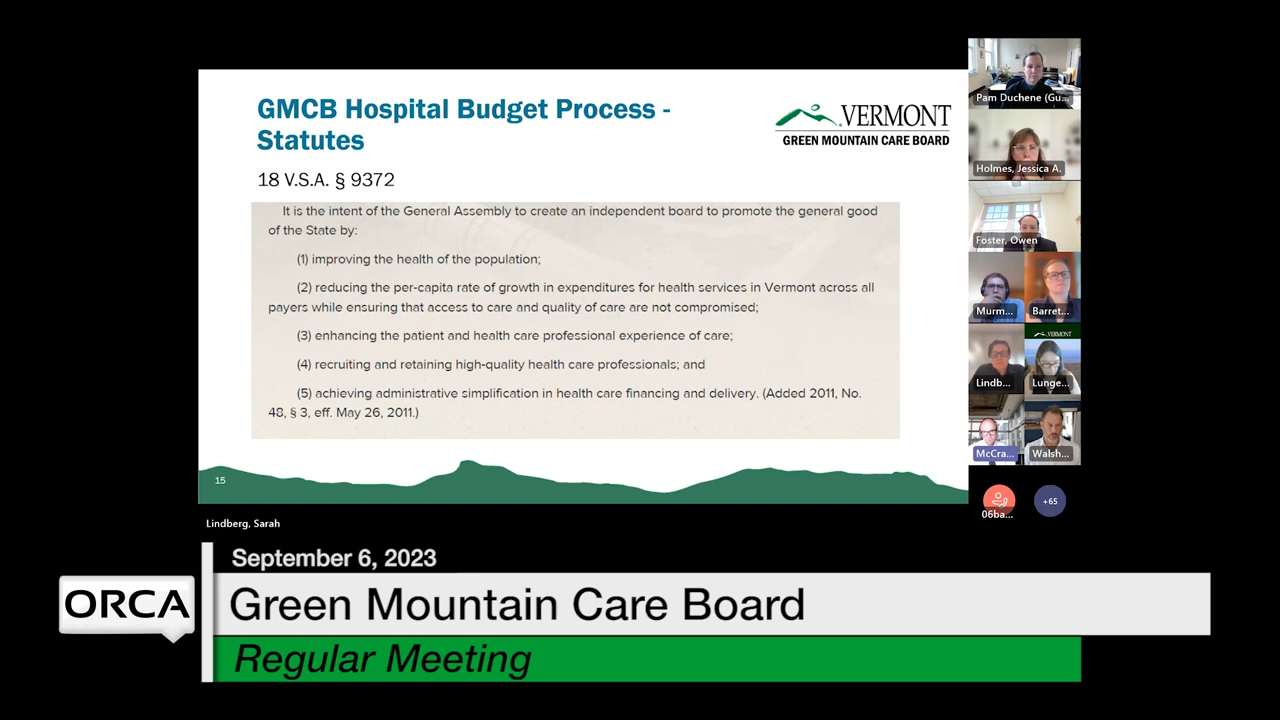 GMCB Hospital Budget Process -
Statutes
VERMONT
GREEN MOUNTAIN CARE BOARD
18 V.S.A. § 9372
It is the intent of the General Assembly to create an independent board to promote the general good
of the State by:
(1) improving the health of the population;
(2) reducing the per-capita rate of growth in expenditures for health services in Vermont across all
payers while ensuring that access to care and quality of care are not compromised;
(3) enhancing the patient and health care professional experience of care;
(4) recruiting and retaining high-quality health care professionals; and
(5) achieving administrative simplification in health care financing and delivery. (Added 2011, No.
48, § 3, eff. May 26, 2011.)
15
Pam Duchene (Gu...
Holmes, Jessica A.
Foster, Owen
Murm...
Barret...
VERMONT
Lindb...
Lunge...
McCra...
Walsh...
06ba...
+65
Lindberg, Sarah
September 6, 2023
ORCA
Green Mountain Care Board
Regular Meeting